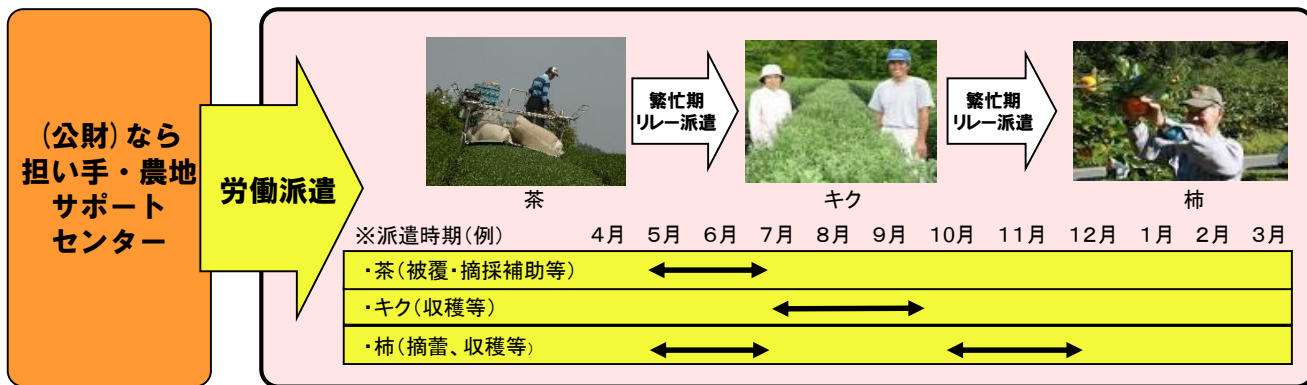 (公財)なら
担い手・農地
サポート
センター
労働派遣
繁忙期
リレー派遣
繁忙期
リレー派遣
茶
キク
柿
※派遣時期(例) 4月 5月 6月 7月 8月 9月 10月 11月 12月 1月 2月 3月
・茶(被覆・摘採補助等)
・キク(収穫等)
・柿(摘蕾、収穫等)